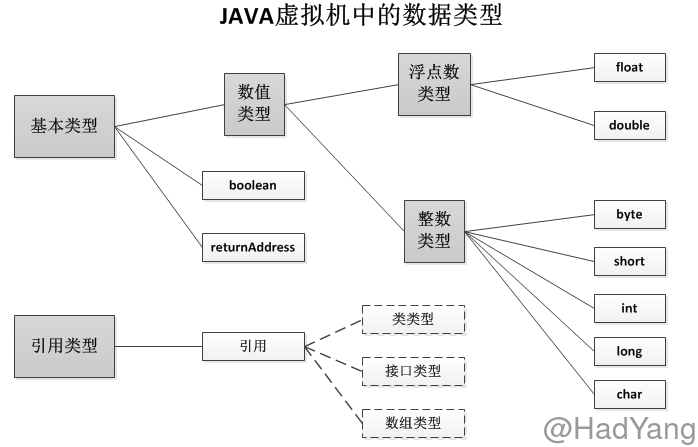 JAVA虚拟机中的数据类型
基本类型
数值
类型
浮点数
类型
float
double
boolean
returnAddress
整数
类型
byte
short
int
long
char
引用类型
引用
类类型
接口类型
数组类型
@HadYang